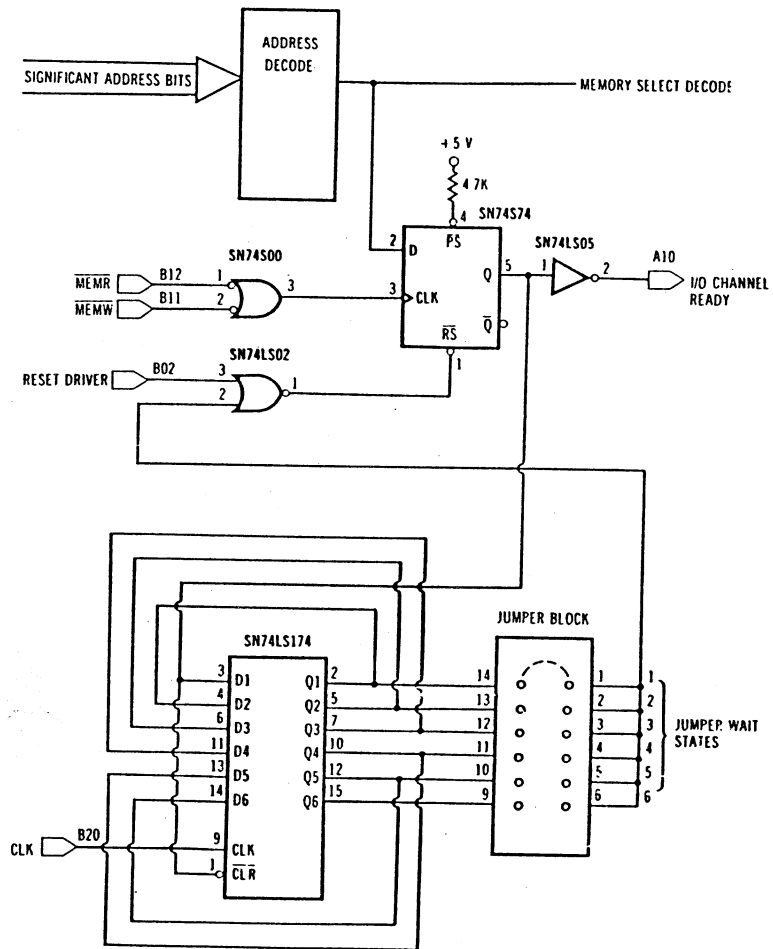 ADDRESS
DECODE
SIGNIFICANT ADDRESS BITS
MEMORY SELECT DECODE
+5 V
4 7K
SN74S74
4
PS
2
D
SN74LS05
A10
Q
5
1
2
I/O CHANNEL
READY
SN74S00
MEMR
B12
1
3
3
CLK
MEMW
B11
2
Q
RS
1
SN74LS02
RESET DRIVER
B02
3
2
1
JUMPER BLOCK
SN74LS174
3
D1
Q1
2
14
1
1
4
D2
Q2
5
13
2
2
6
D3
Q3
7
12
3
3
JUMPER WAIT
STATES
11
D4
Q4
10
11
4
4
13
D5
Q5
12
10
5
5
14
D6
Q6
15
9
6
6
CLK
B20
9
CLK
1
CLR